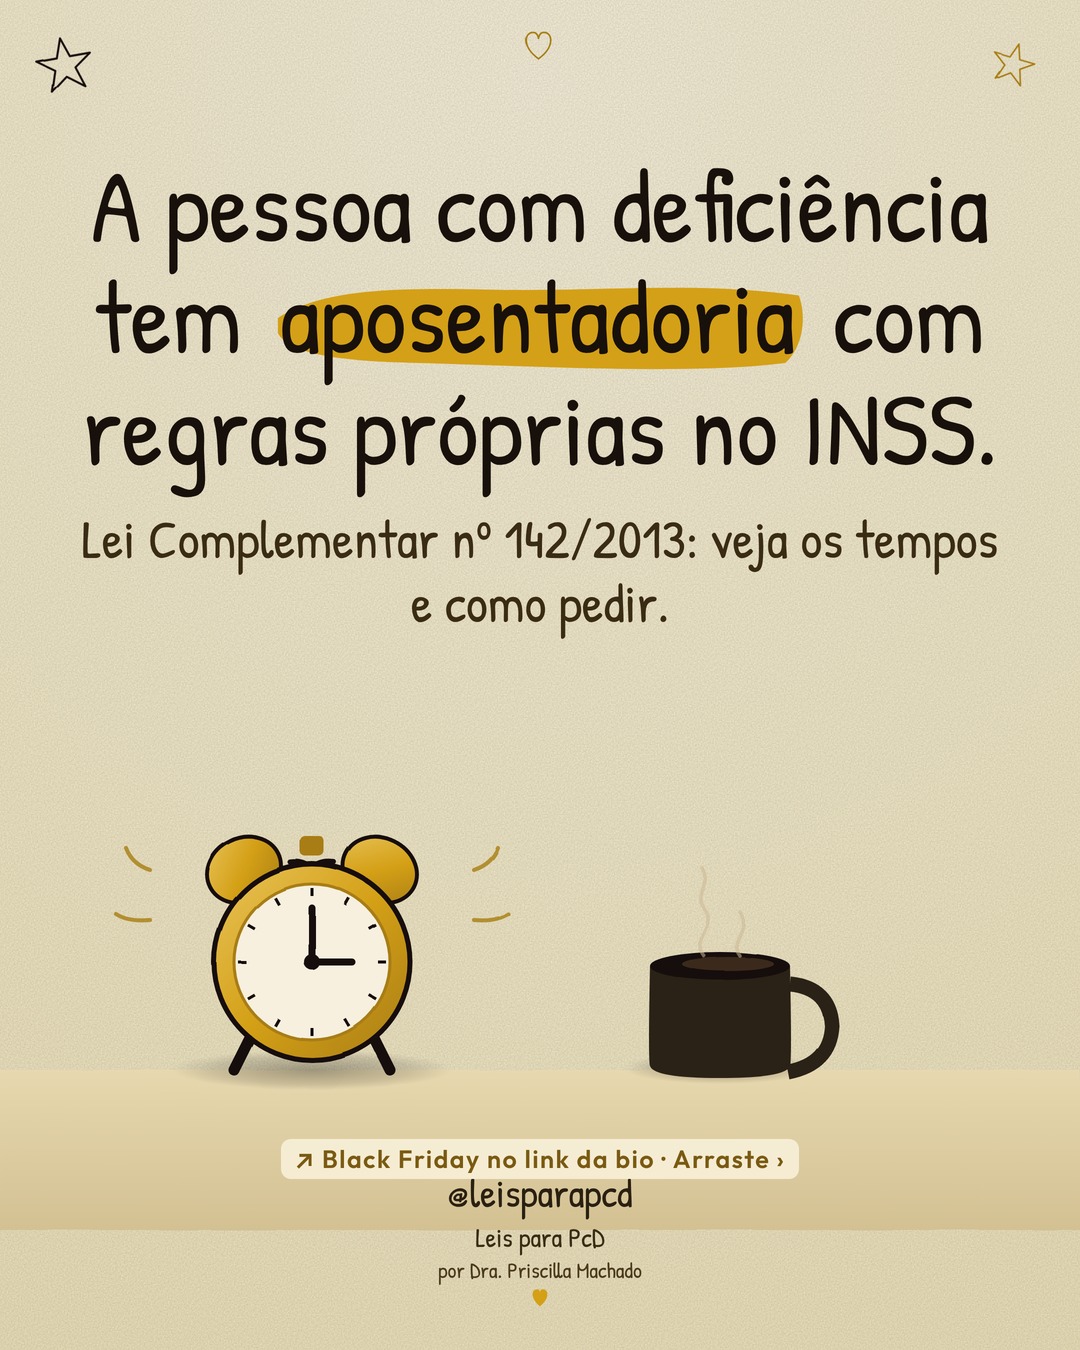 A pessoa com deficiência
tem aposentadoria com
regras próprias no INSS.
Lei Complementar nº 142/2013: veja os tempos
e como pedir.
↗ Black Friday no link da bio · Arraste ›
@leisparapcd
Leis para PcD
por Dra. Priscilla Machado